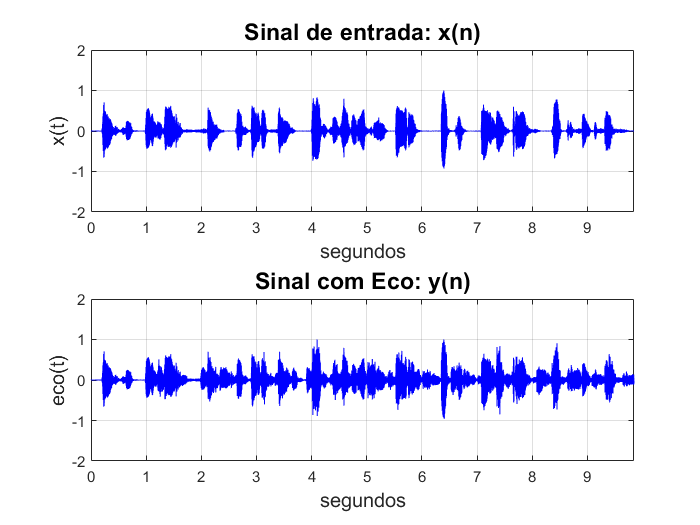 Sinal de entrada: x(n)
2
1
0
-1
-2
x(t)
0 1 2 3 4 5 6 7 8 9
segundos
Sinal com Eco: y(n)
2
1
0
-1
-2
eco(t)
0 1 2 3 4 5 6 7 8 9
segundos